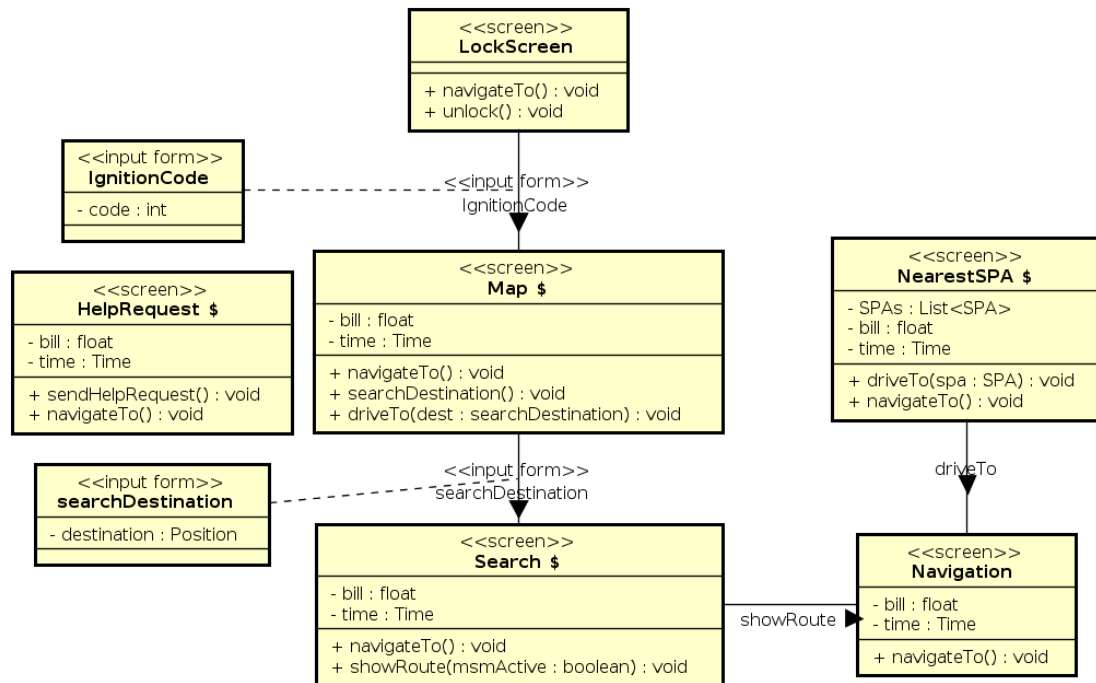 <<screen>>
LockScreen
+ navigateTo() : void
+ unlock() : void
<<input form>>
IgnitionCode
- code : int
<<input form>>
IgnitionCode
<<screen>>
HelpRequest $
- bill : float
- time : Time
+ sendHelpRequest() : void
+ navigateTo() : void
<<screen>>
Map $
- bill : float
- time : Time
+ navigateTo() : void
+ searchDestination() : void
+ driveTo(dest : searchDestination) : void
<<screen>>
NearestSPA $
- SPAs : List<SPA>
- bill : float
- time : Time
+ driveTo(spa : SPA) : void
+ navigateTo() : void
<<input form>>
searchDestination
- destination : Position
<<input form>>
searchDestination
driveTo
<<screen>>
Search $
- bill : float
- time : Time
+ navigateTo() : void
+ showRoute(msmActive : boolean) : void
showRoute
<<screen>>
Navigation
- bill : float
- time : Time
+ navigateTo() : void